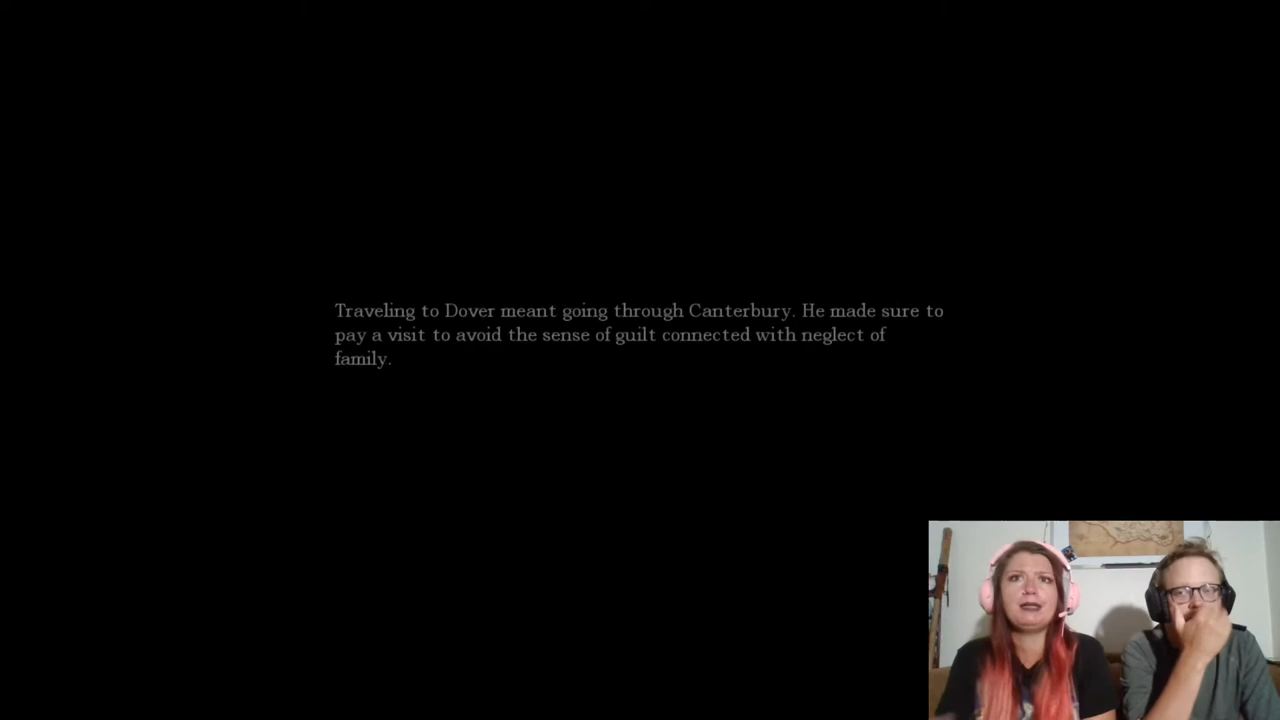 Traveling to Dover meant going through Canterbury. He made sure to
pay a visit to avoid the sense of guilt connected with neglect of
family.